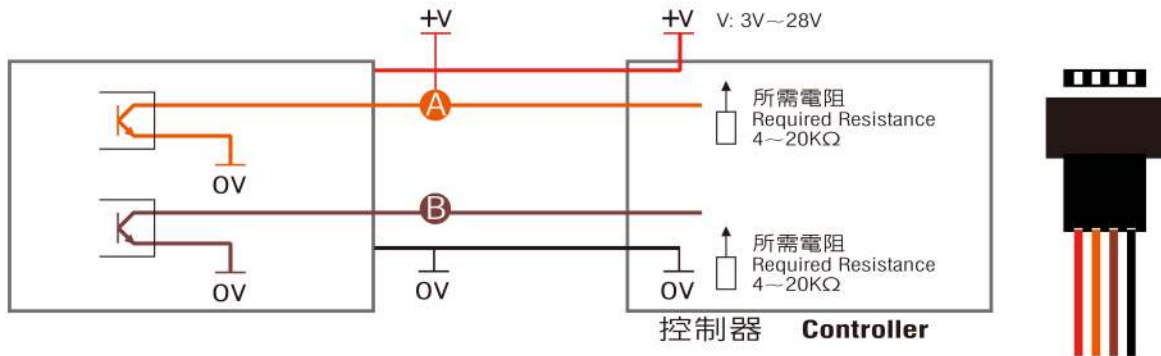 +V
+V V: 3V～28V
A
所需電阻
Required Resistance
4～20KΩ
0V
B
所需電阻
Required Resistance
4～20KΩ
0V
0V
0V
控制器 Controller